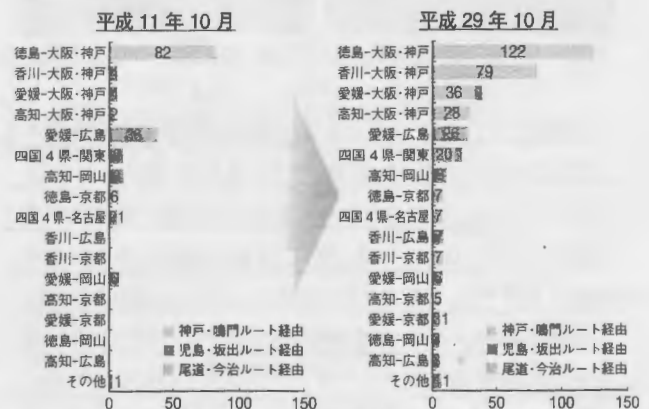 平成 11 年 10 月
徳島-大阪・神戸 82
香川-大阪・神戸
愛媛-大阪・神戸
高知-大阪・神戸 2
愛媛-広島
四国 4 県-関東
高知-岡山
徳島-京都 6
四国 4 県-名古屋
香川-広島
香川-京都
愛媛-岡山
高知-京都
愛媛-京都
徳島-岡山
高知-広島
その他 1
神戸・鳴門ルート経由
児島・坂出ルート経由
尾道・今治ルート経由
0 50 100 150
平成 29 年 10 月
徳島-大阪・神戸 122
香川-大阪・神戸 79
愛媛-大阪・神戸 36
高知-大阪・神戸 28
愛媛-広島
四国 4 県-関東 20
高知-岡山
徳島-京都 7
四国 4 県-名古屋 7
香川-広島
香川-京都 7
愛媛-岡山
高知-京都 5
愛媛-京都 31
徳島-岡山
高知-広島
その他 1
神戸・鳴門ルート経由
児島・坂出ルート経由
尾道・今治ルート経由
0 50 100 150